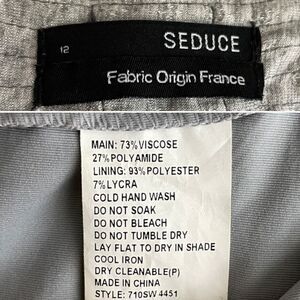 12
SEDUCE
Fabric Origin France
MAIN: 73%VISCOSE
27%POLYAMIDE
LINING: 93%POLYESTER
7%LYCRA
COLD HAND WASH
DO NOT SOAK
DO NOT BLEACH
DO NOT TUMBLE DRY
LAY FLAT TO DRY IN SHADE
COOL IRON
DRY CLEANABLE(P)
MADE IN CHINA
STYLE: 710SW 4451